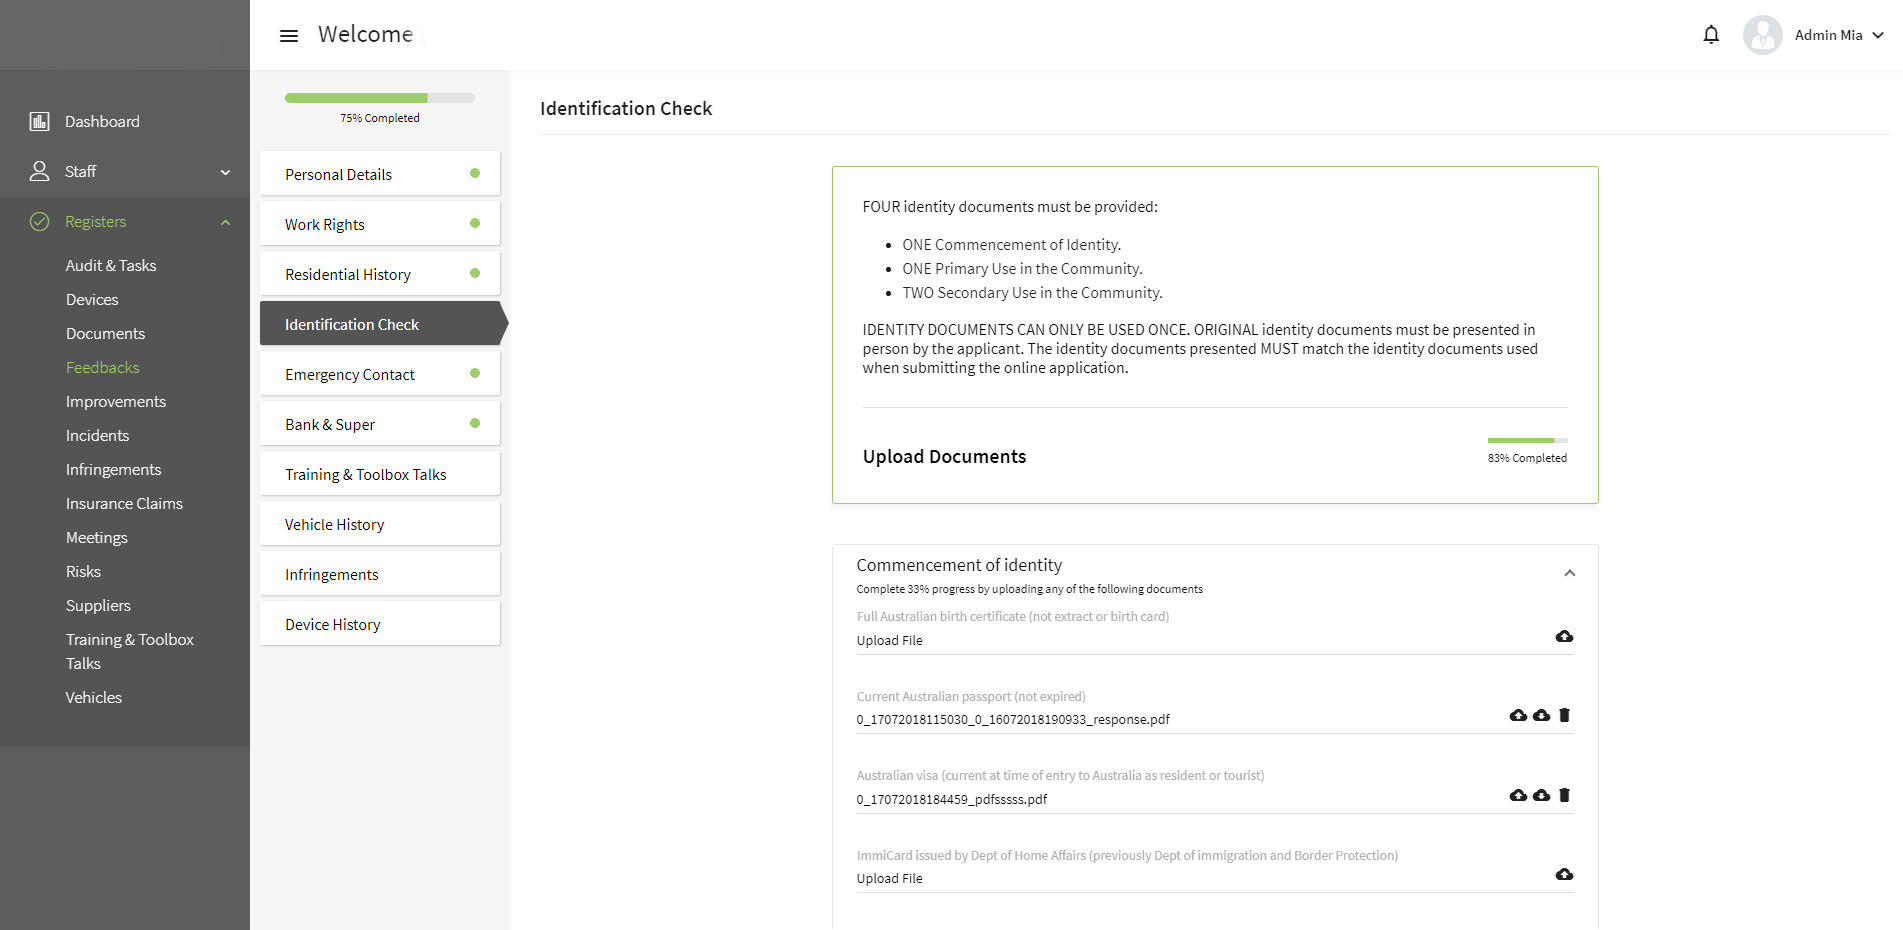 Welcome
Admin Mia
Dashboard
Staff
Registers
Audit & Tasks
Devices
Documents
Feedbacks
Improvements
Incidents
Infringements
Insurance Claims
Meetings
Risks
Suppliers
Training & Toolbox
Talks
Vehicles
75% Completed
Personal Details
Work Rights
Residential History
Identification Check
Emergency Contact
Bank & Super
Training & Toolbox Talks
Vehicle History
Infringements
Device History
Identification Check
FOUR identity documents must be provided:
ONE Commencement of Identity.
ONE Primary Use in the Community.
TWO Secondary Use in the Community.
IDENTITY DOCUMENTS CAN ONLY BE USED ONCE. ORIGINAL identity documents must be presented in
person by the applicant. The identity documents presented MUST match the identity documents used
when submitting the online application.
Upload Documents
83% Completed
Commencement of identity
Complete 33% progress by uploading any of the following documents
Full Australian birth certificate (not extract or birth card)
Upload File
Current Australian passport (not expired)
0_17072018115030_0_16072018190933_response.pdf
Australian visa (current at time of entry to Australia as resident or tourist)
0_17072018184459_pdfsssss.pdf
ImmiCard issued by Dept of Home Affairs (previously Dept of immigration and Border Protection)
Upload File